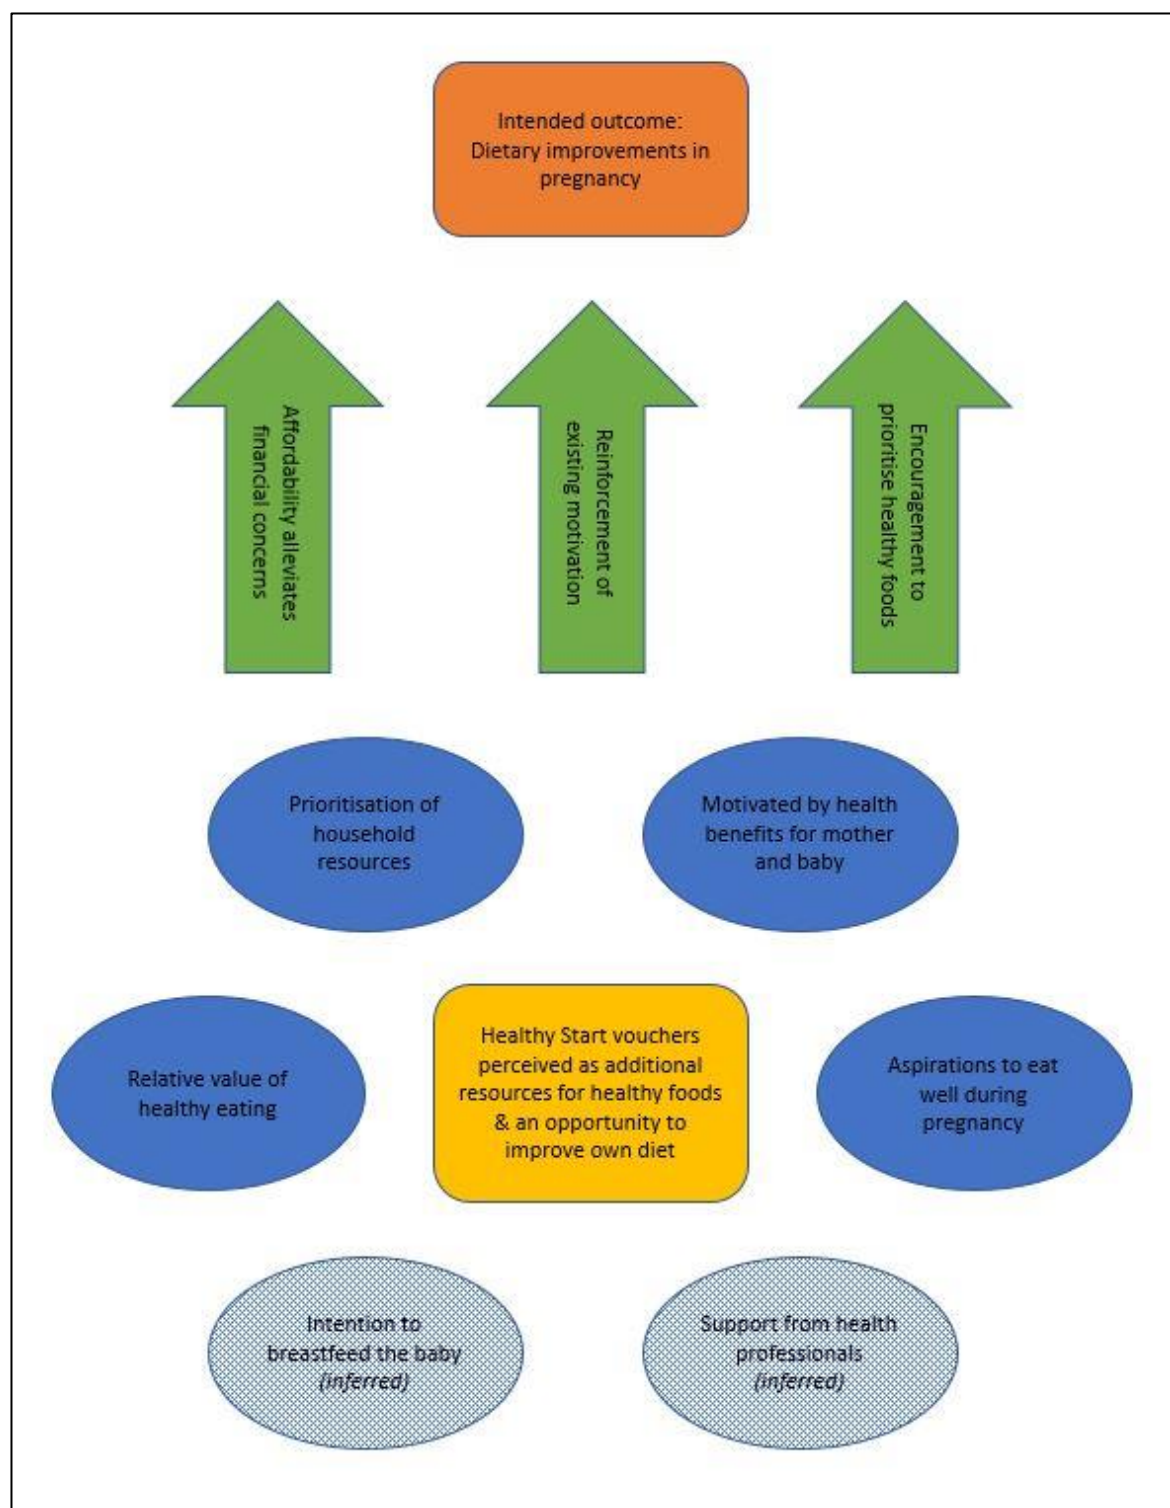 Intended outcome:
Dietary improvements in
pregnancy
Affordability alleviates
financial concerns
Reinforcement of
existing motivation
Encouragement to
prioritise healthy foods
Prioritisation of
household
resources
Motivated by health
benefits for mother
and baby
Relative value of
healthy eating
Healthy Start vouchers
perceived as additional
resources for healthy foods
& an opportunity to
improve own diet
Aspirations to eat
well during
pregnancy
Intention to
breastfeed the baby
(inferred)
Support from health
professionals
(inferred)